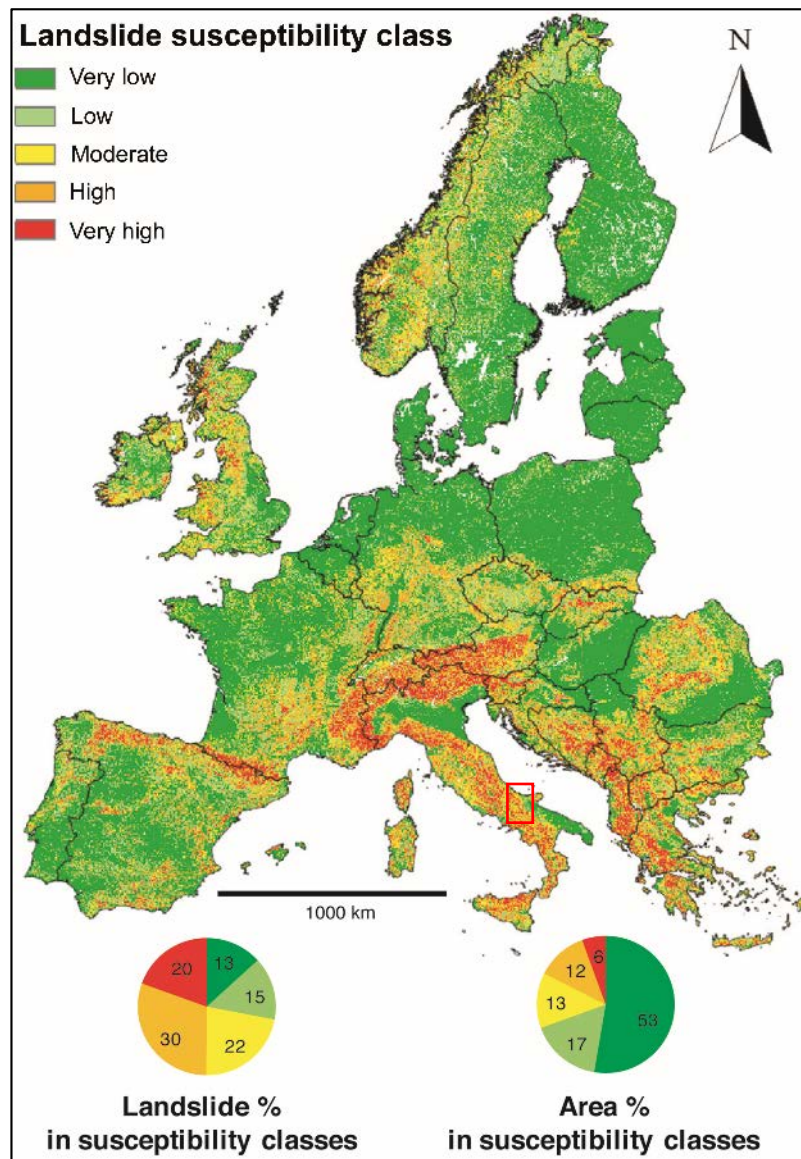 Landslide susceptibility class
Very low
Low
Moderate
High
Very high
N
1000 km
20
13
15
30
22
12
6
13
17
53
Landslide %
in susceptibility classes
Area %
in susceptibility classes